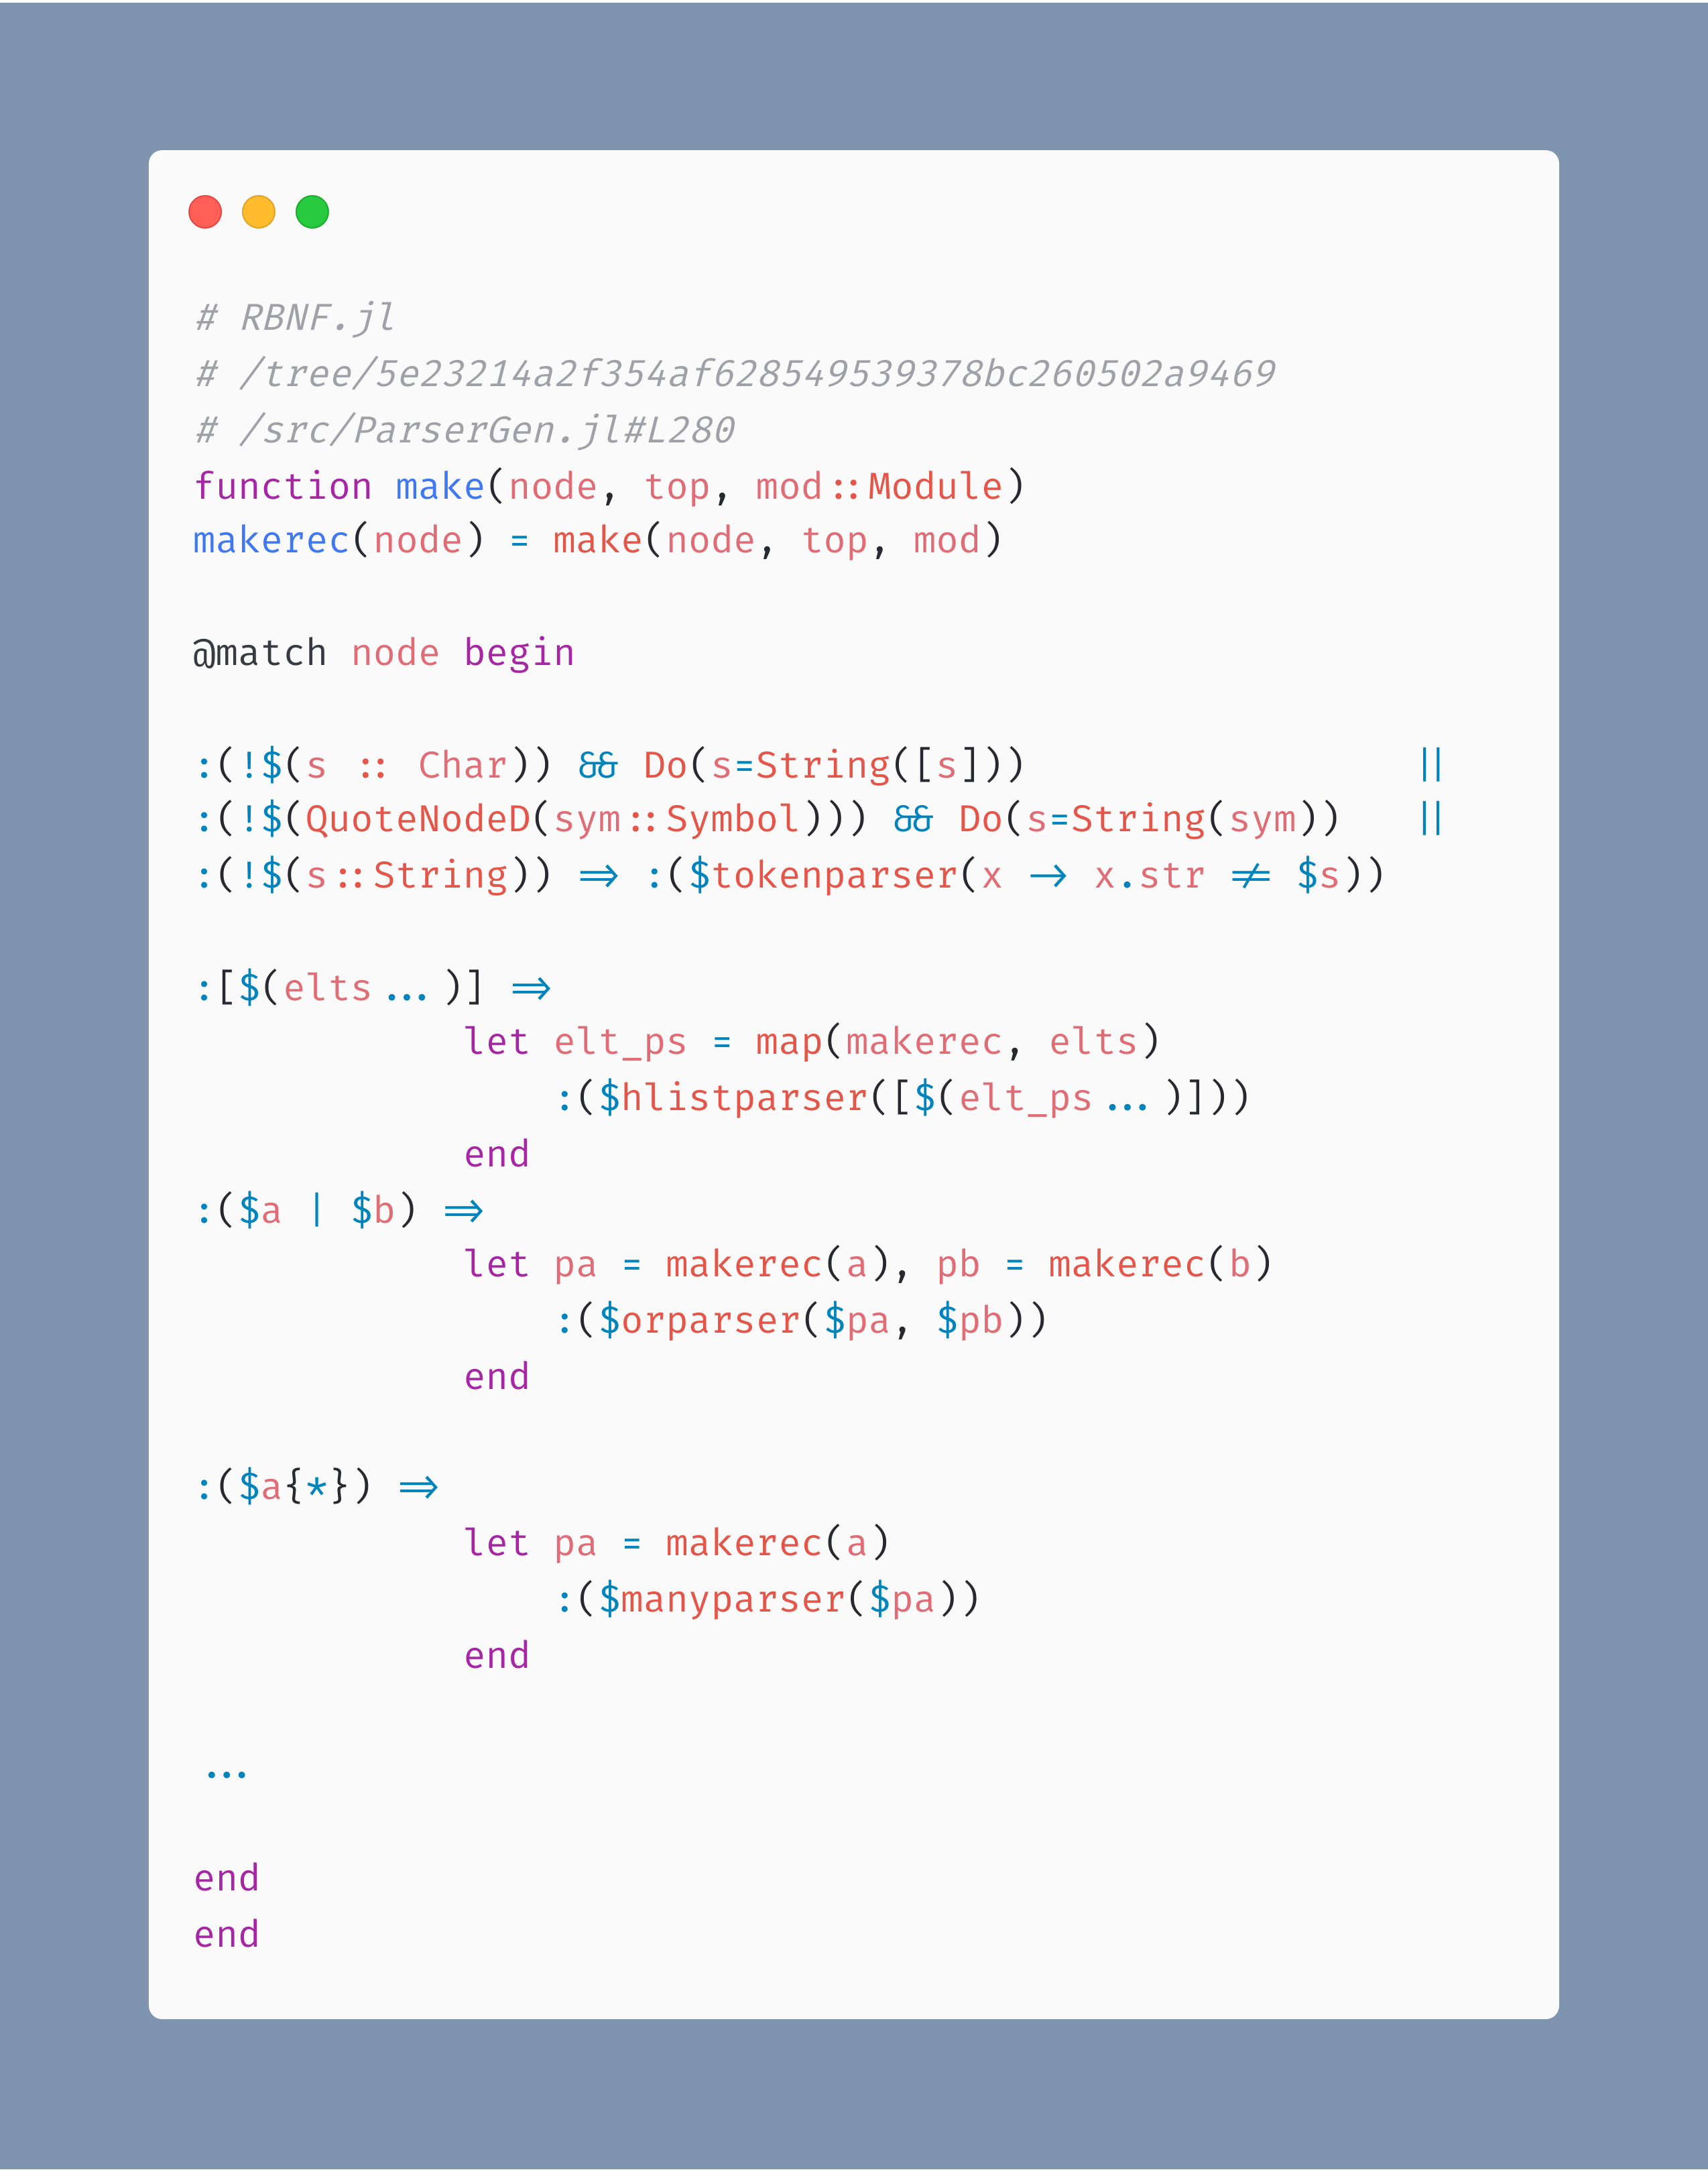 # RBNF.jl
# /tree/5e23214a2f354af628549539378bc260502a9469
# /src/ParserGen.jl#L280
function make(node, top, mod::Module)
makerec(node) = make(node, top, mod)
@match node begin
:(!$(s :: Char)) && Do(s=String([s])) ||
:(!$(QuoteNodeD(sym::Symbol))) && Do(s=String(sym)) ||
:(!$(s::String)) => :($tokenparser(x -> x.str != $s))
:[$(elts...)] =>
let elt_ps = map(makerec, elts)
:($hlistparser([$(elt_ps...)]))
end
:($a | $b) =>
let pa = makerec(a), pb = makerec(b)
:($orparser($pa, $pb))
end
:($a{*}) =>
let pa = makerec(a)
:($manyparser($pa))
end
...
end
end